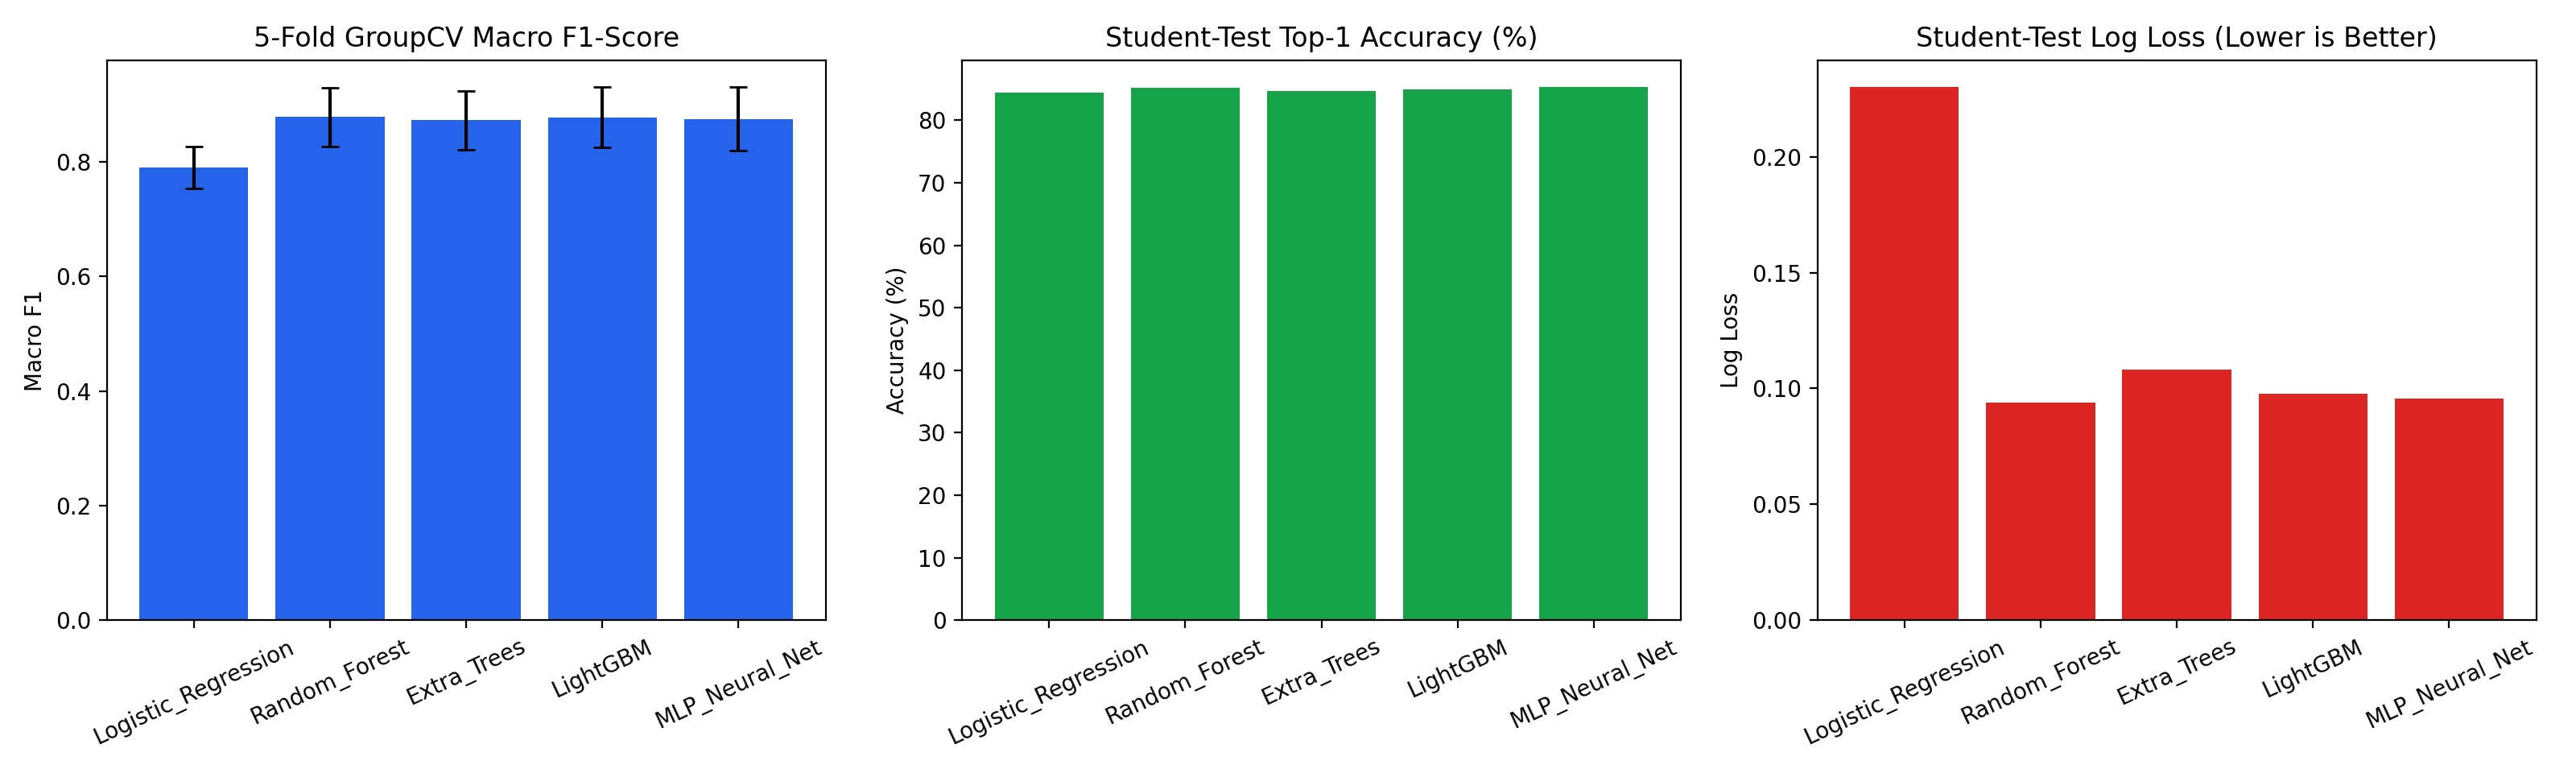 5-Fold GroupCV Macro F1-Score
Macro F1
0.8
0.6
0.4
0.2
0.0
Logistic_Regression
Random_Forest
Extra_Trees
LightGBM
MLP_Neural_Net
Student-Test Top-1 Accuracy (%)
Accuracy (%)
80
70
60
50
40
30
20
10
0
Logistic_Regression
Random_Forest
Extra_Trees
LightGBM
MLP_Neural_Net
Student-Test Log Loss (Lower is Better)
Log Loss
0.20
0.15
0.10
0.05
0.00
Logistic_Regression
Random_Forest
Extra_Trees
LightGBM
MLP_Neural_Net